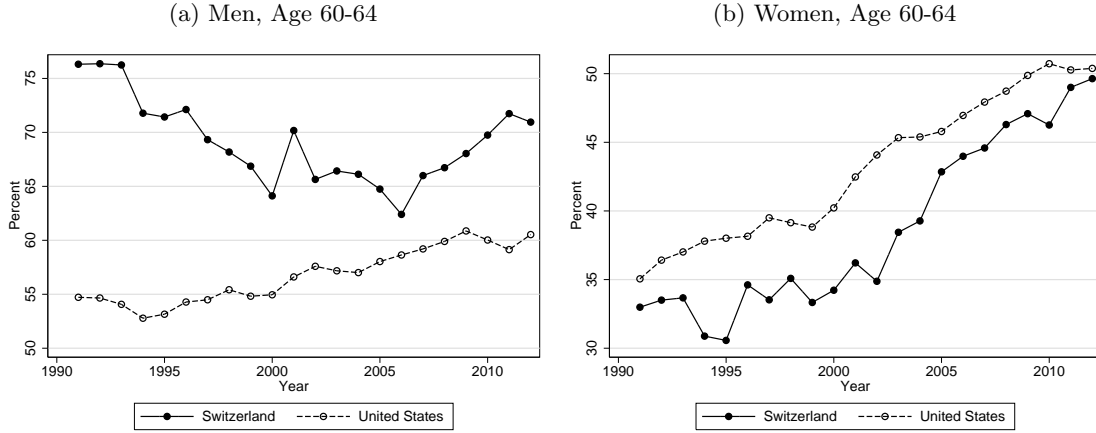 (a) Men, Age 60-64
75
70
65
60
55
50
Percent
1990 1995 2000 2005 2010
Year
Switzerland United States
(b) Women, Age 60-64
50
45
40
35
30
Percent
1990 1995 2000 2005 2010
Year
Switzerland United States